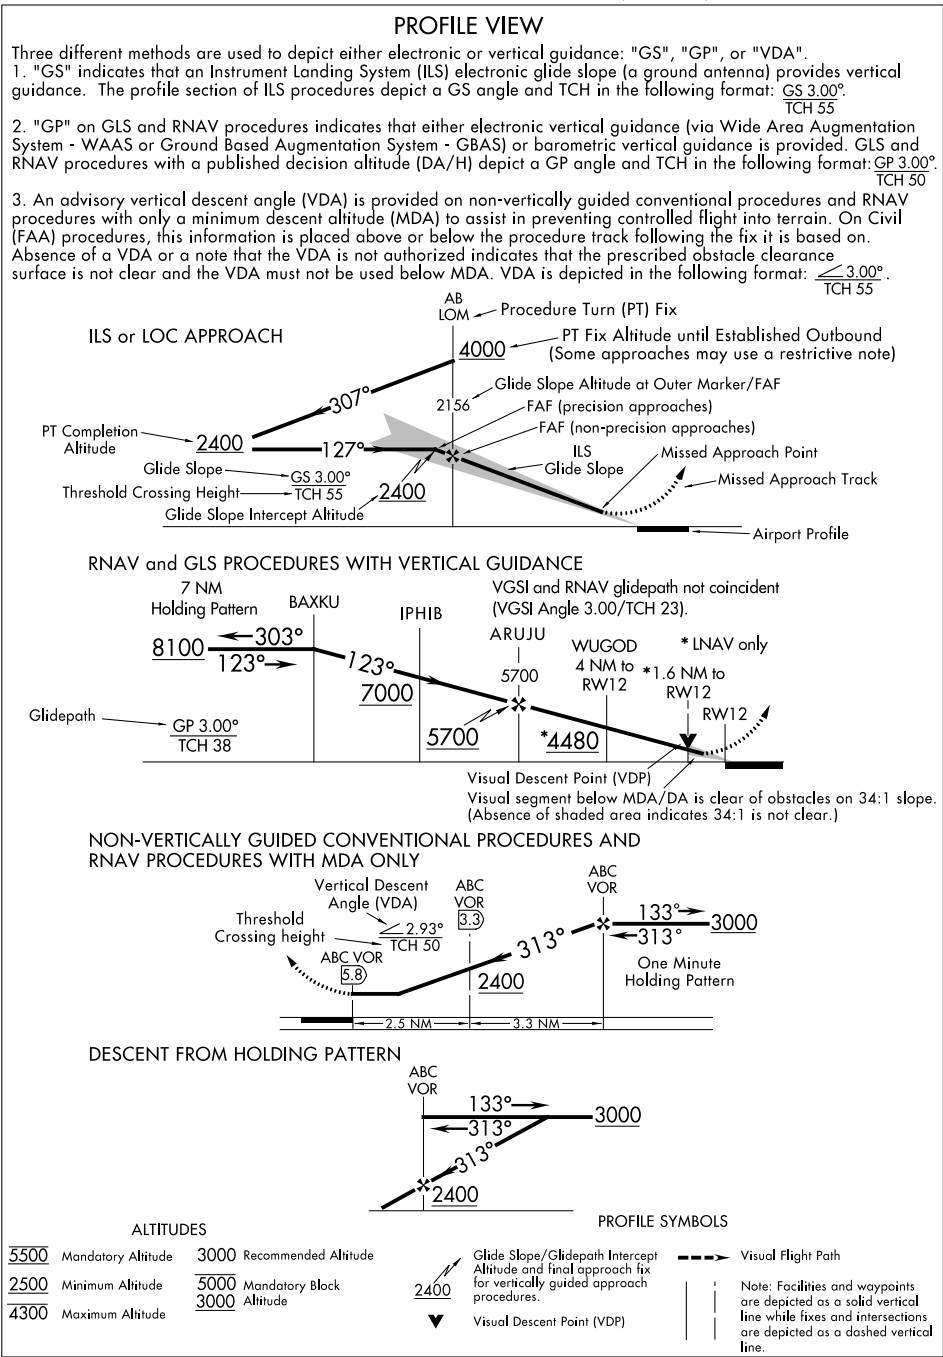 PROFILE VIEW
Three different methods are used to depict either electronic or vertical guidance: "GS", "GP", or "VDA".
1. "GS" indicates that an Instrument Landing System (ILS) electronic glide slope (a ground antenna) provides vertical
guidance. The profile section of ILS procedures depict a GS angle and TCH in the following format: GS 3.00°.
TCH 55
2. "GP" on GLS and RNAV procedures indicates that either electronic vertical guidance (via Wide Area Augmentation
System - WAAS or Ground Based Augmentation System - GBAS) or barometric vertical guidance is provided. GLS and
RNAV procedures with a published decision altitude (DA/H) depict a GP angle and TCH in the following format: GP 3.00°.
TCH 50
3. An advisory vertical descent angle (VDA) is provided on non-vertically guided conventional procedures and RNAV
procedures with only a minimum descent altitude (MDA) to assist in preventing controlled flight into terrain. On Civil
(FAA) procedures, this information is placed above or below the procedure track following the fix it is based on.
Absence of a VDA or a note that the VDA is not authorized indicates that the prescribed obstacle clearance
surface is not clear and the VDA must not be used below MDA. VDA is depicted in the following format: 3.00°.
TCH 55
ILS or LOC APPROACH
AB
LOM
Procedure Turn (PT) Fix
4000
PT Fix Altitude until Established Outbound
(Some approaches may use a restrictive note)
307°
Glide Slope Altitude at Outer Marker/FAF
2156
FAF (precision approaches)
FAF (non-precision approaches)
PT Completion
Altitude
2400
127°
ILS
Glide Slope
Missed Approach Point
Missed Approach Track
Glide Slope
GS 3.00°
Threshold Crossing Height
TCH 55
2400
Glide Slope Intercept Altitude
Airport Profile
RNAV and GLS PROCEDURES WITH VERTICAL GUIDANCE
7 NM
Holding Pattern
BAXKU
IPHIB
VGSI and RNAV glidepath not coincident
(VGSI Angle 3.00/TCH 23).
ARUJU
5700
WUGOD
4 NM to
RW12
* LNAV only
*1.6 NM to
RW12
RW12
8100
303°
123°
123°
7000
Glidepath
GP 3.00°
TCH 38
5700
*4480
Visual Descent Point (VDP)
Visual segment below MDA/DA is clear of obstacles on 34:1 slope.
(Absence of shaded area indicates 34:1 is not clear.)
NON-VERTICALLY GUIDED CONVENTIONAL PROCEDURES AND
RNAV PROCEDURES WITH MDA ONLY
Vertical Descent
Angle (VDA)
ABC
VOR
3.3
ABC
VOR
Threshold
Crossing height
2.93°
TCH 50
ABC VOR
5.8
313°
133°
313°
3000
2400
One Minute
Holding Pattern
2.5 NM
3.3 NM
DESCENT FROM HOLDING PATTERN
ABC
VOR
133°
313°
3000
313°
2400
ALTITUDES
5500 Mandatory Altitude
2500 Minimum Altitude
4300 Maximum Altitude
3000 Recommended Altitude
5000 Mandatory Block
3000 Altitude
PROFILE SYMBOLS
2400
Glide Slope/Glidepath Intercept
Altitude and final approach fix
for vertically guided approach
procedures.
Visual Descent Point (VDP)
Visual Flight Path
Note: Facilities and waypoints
are depicted as a solid vertical
line while fixes and intersections
are depicted as a dashed vertical
line.